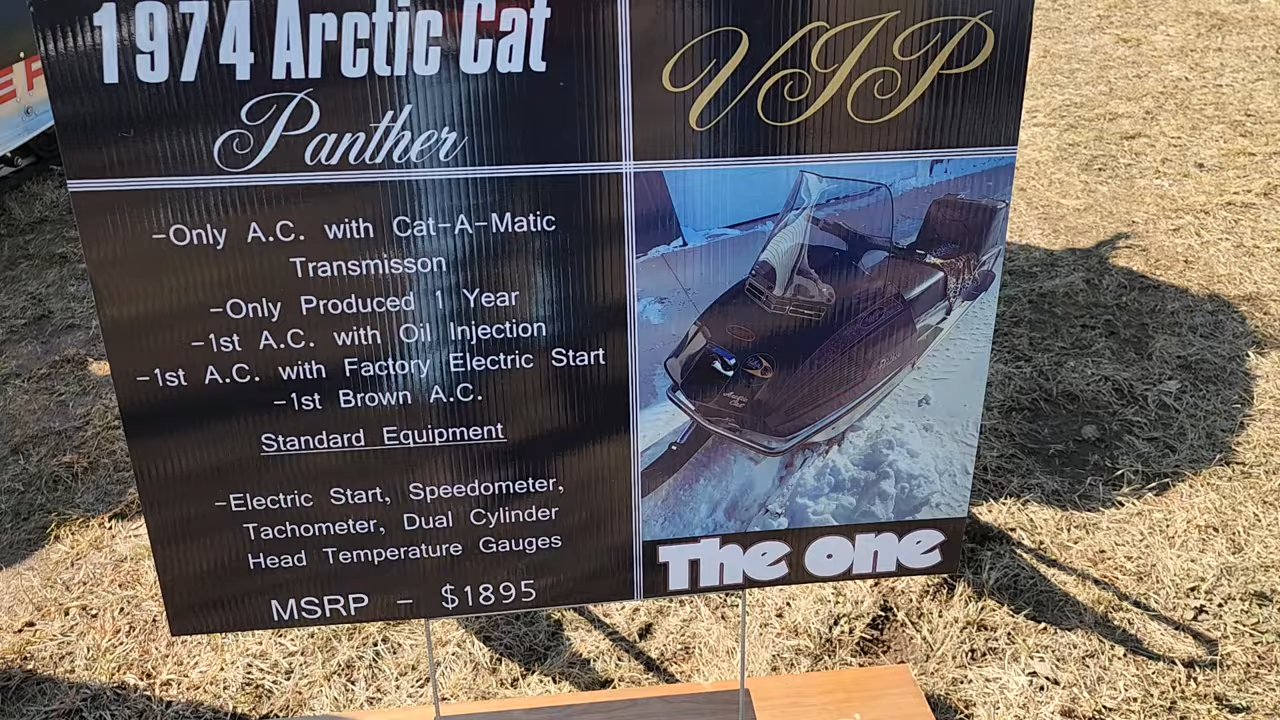 1974 Arctic Cat
Panther
VIP
-Only A.C. with Cat-A-Matic
Transmisson
-Only Produced 1 Year
-1st A.C. with Oil Injection
-1st A.C. with Factory Electric Start
-1st Brown A.C.
Standard Equipment
-Electric Start, Speedometer,
Tachometer, Dual Cylinder
Head Temperature Gauges
MSRP - $1895
Arctic
Cat
The one